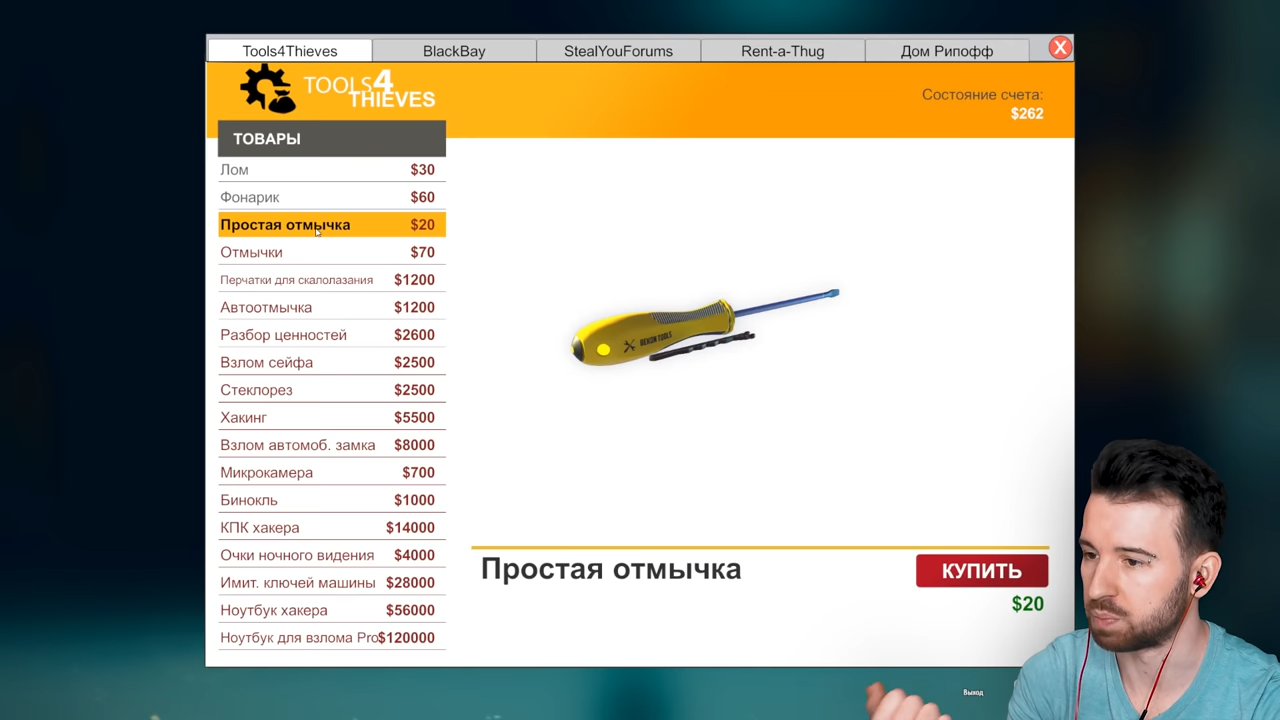 Tools4Thieves
BlackBay
StealYouForums
Rent-a-Thug
Дом Рипофф
X
TOOLS4
THIEVES
Состояние счета:
$262
ТОВАРЫ
Лом $30
Фонарик $60
Простая отмычка $20
Отмычки $70
Перчатки для скалолазания $1200
Автоотмычка $1200
Разбор ценностей $2600
Взлом сейфа $2500
Стеклорез $2500
Хакинг $5500
Взлом автомоб. замка $8000
Микрокамера $700
Бинокль $1000
КПК хакера $14000
Очки ночного видения $4000
Имит. ключей машины $28000
Ноутбук хакера $56000
Ноутбук для взлома Pro $120000
Простая отмычка
КУПИТЬ
$20
Выход